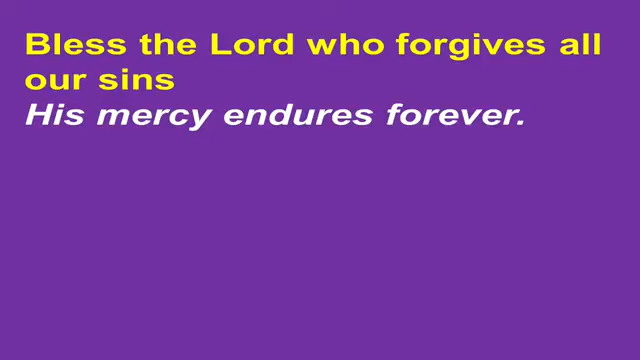 Bless the Lord who forgives all
our sins
His mercy endures forever.